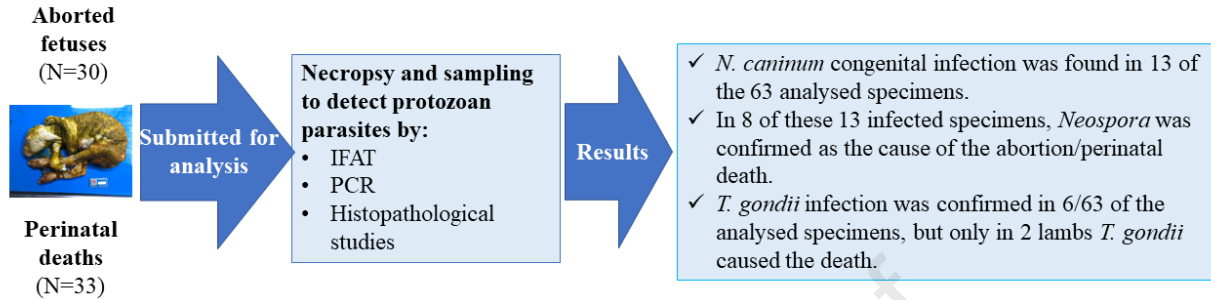 Aborted
fetuses
(N=30)
Perinatal
deaths
(N=33)
Submitted for
analysis
Necropsy and sampling
to detect protozoan
parasites by:
• IFAT
• PCR
• Histopathological
studies
Results
✓ N. caninum congenital infection was found in 13 of
the 63 analysed specimens.
✓ In 8 of these 13 infected specimens, Neospora was
confirmed as the cause of the abortion/perinatal
death.
✓ T. gondii infection was confirmed in 6/63 of the
analysed specimens, but only in 2 lambs T. gondii
caused the death.